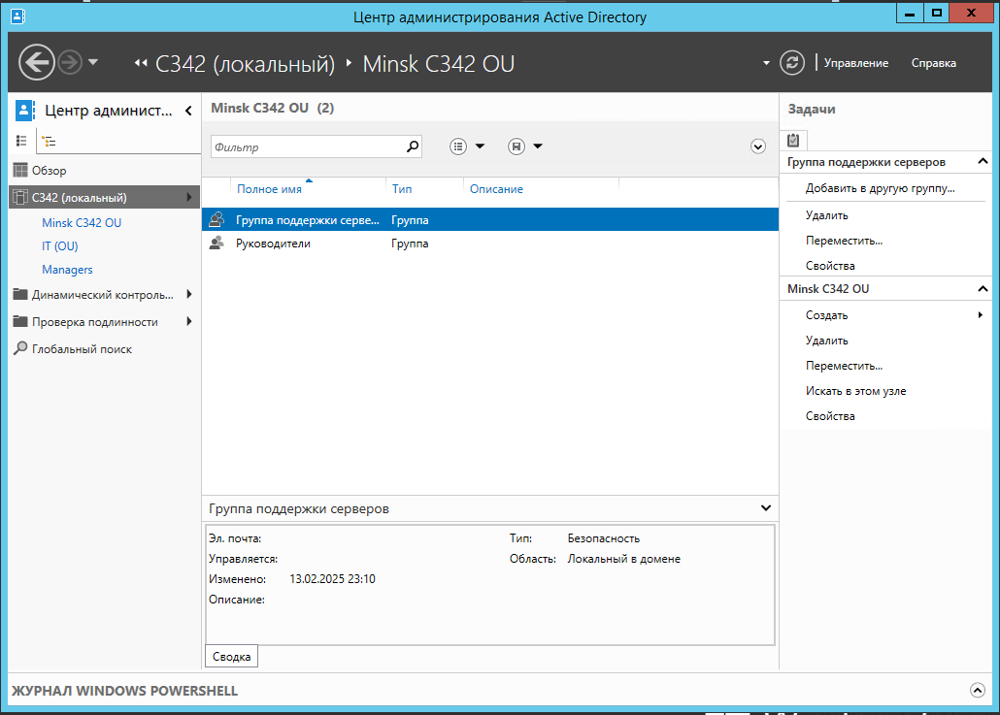 Центр администрирования Active Directory
C342 (локальный) Minsk C342 OU
Управление
Справка
Центр админист...
Обзор
C342 (локальный)
Minsk C342 OU
IT (OU)
Managers
Динамический контроль...
Проверка подлинности
Глобальный поиск
Minsk C342 OU (2)
Фильтр
Полное имя Тип Описание
Группа поддержки серве... Группа
Руководители Группа
Группа поддержки серверов
Эл. почта:
Управляется:
Изменено: 13.02.2025 23:10
Описание:
Тип: Безопасность
Область: Локальный в домене
Сводка
Задачи
Группа поддержки серверов
Добавить в другую группу...
Удалить
Переместить...
Свойства
Minsk C342 OU
Создать
Удалить
Переместить...
Искать в этом узле
Свойства
ЖУРНАЛ WINDOWS POWERSHELL